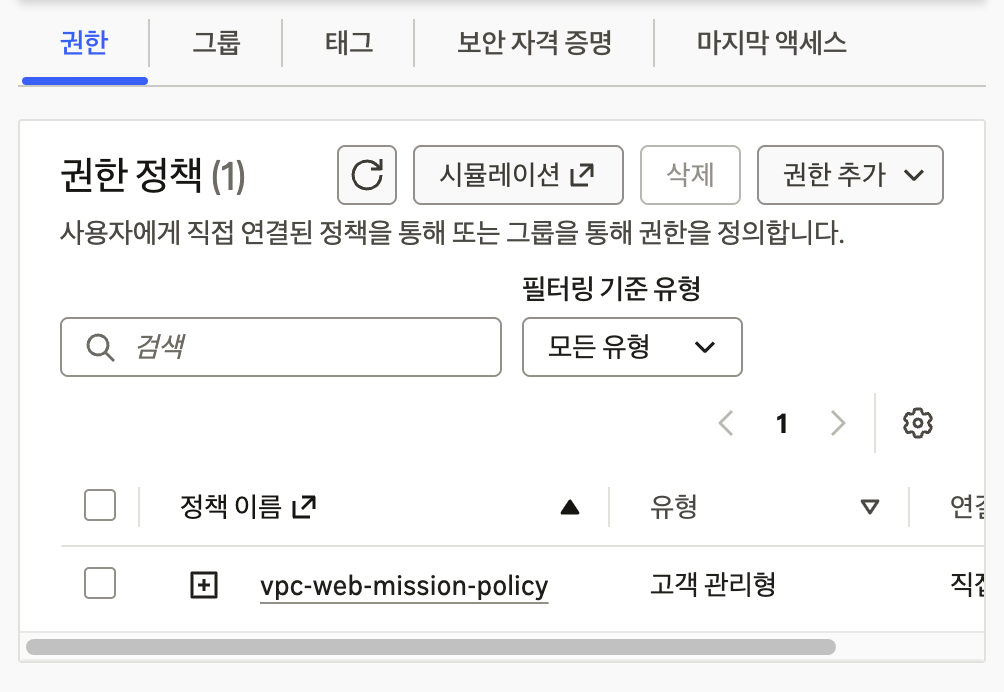 권한 그룹 태그 보안 자격 증명 마지막 액세스
권한 정책 (1) 시뮬레이션 삭제 권한 추가
사용자에게 직접 연결된 정책을 통해 또는 그룹을 통해 권한을 정의합니다.
필터링 기준 유형
검색 모든 유형
1
정책 이름 유형
vpc-web-mission-policy 고객 관리형